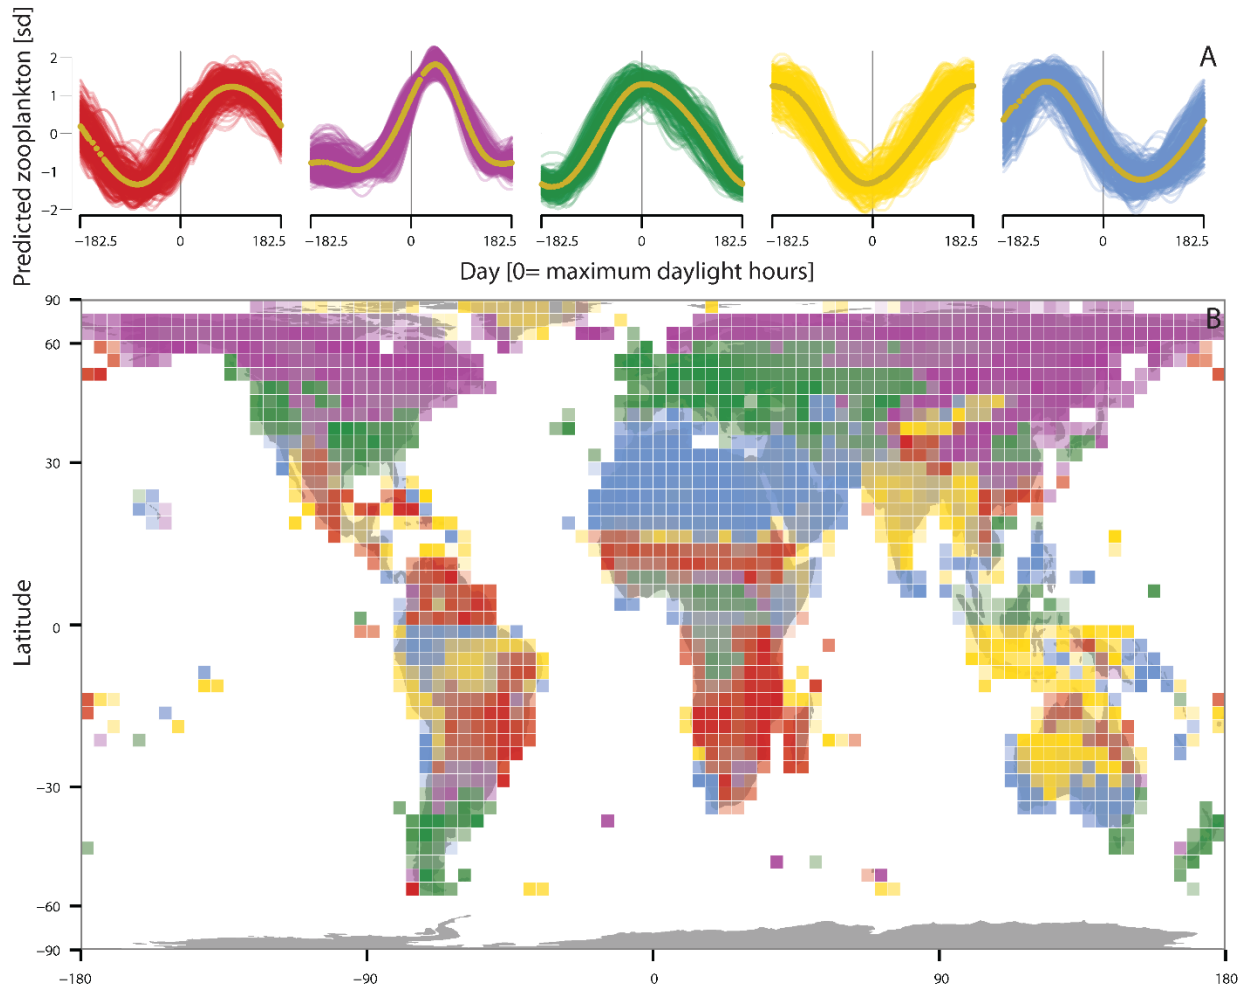 Predicted zooplankton [sd]
A
2
1
0
−1
−2
−182.5 0 182.5 −182.5 0 182.5 −182.5 0 182.5 −182.5 0 182.5 −182.5 0 182.5
Day [0= maximum daylight hours]
B
Latitude
90
60
30
0
−30
−60
−90
−180 −90 0 90 180